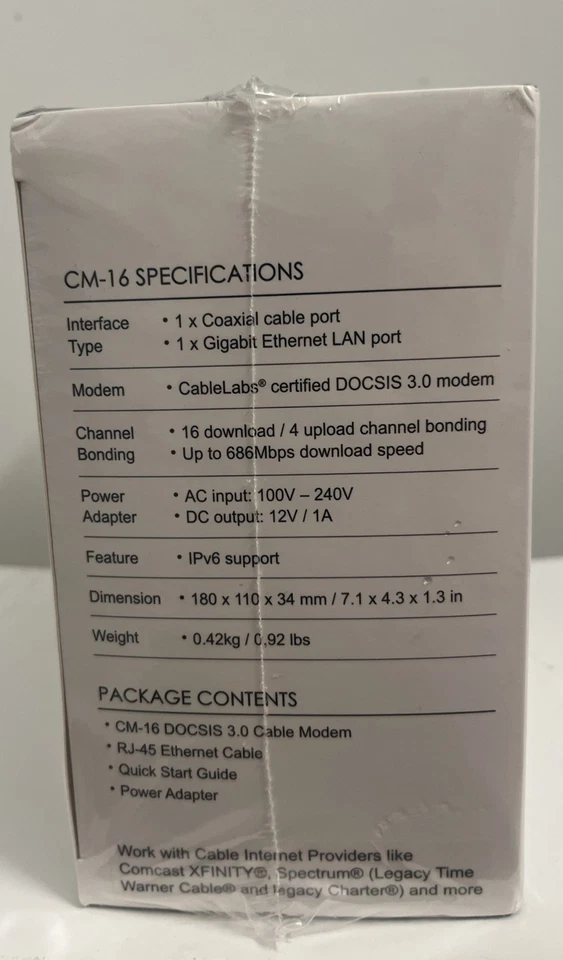 CM-16 SPECIFICATIONS
Interface Type
• 1 x Coaxial cable port
• 1 x Gigabit Ethernet LAN port
Modem • CableLabs® certified DOCSIS 3.0 modem
Channel Bonding
• 16 download / 4 upload channel bonding
• Up to 686Mbps download speed
Power Adapter
• AC input: 100V – 240V
• DC output: 12V / 1A
Feature • IPv6 support
Dimension • 180 x 110 x 34 mm / 7.1 x 4.3 x 1.3 in
Weight • 0.42kg / 0.92 lbs
PACKAGE CONTENTS
• CM-16 DOCSIS 3.0 Cable Modem
• RJ-45 Ethernet Cable
• Quick Start Guide
• Power Adapter
Work with Cable Internet Providers like
Comcast XFINITY®, Spectrum® (Legacy Time
Warner Cable® and legacy Charter®) and more